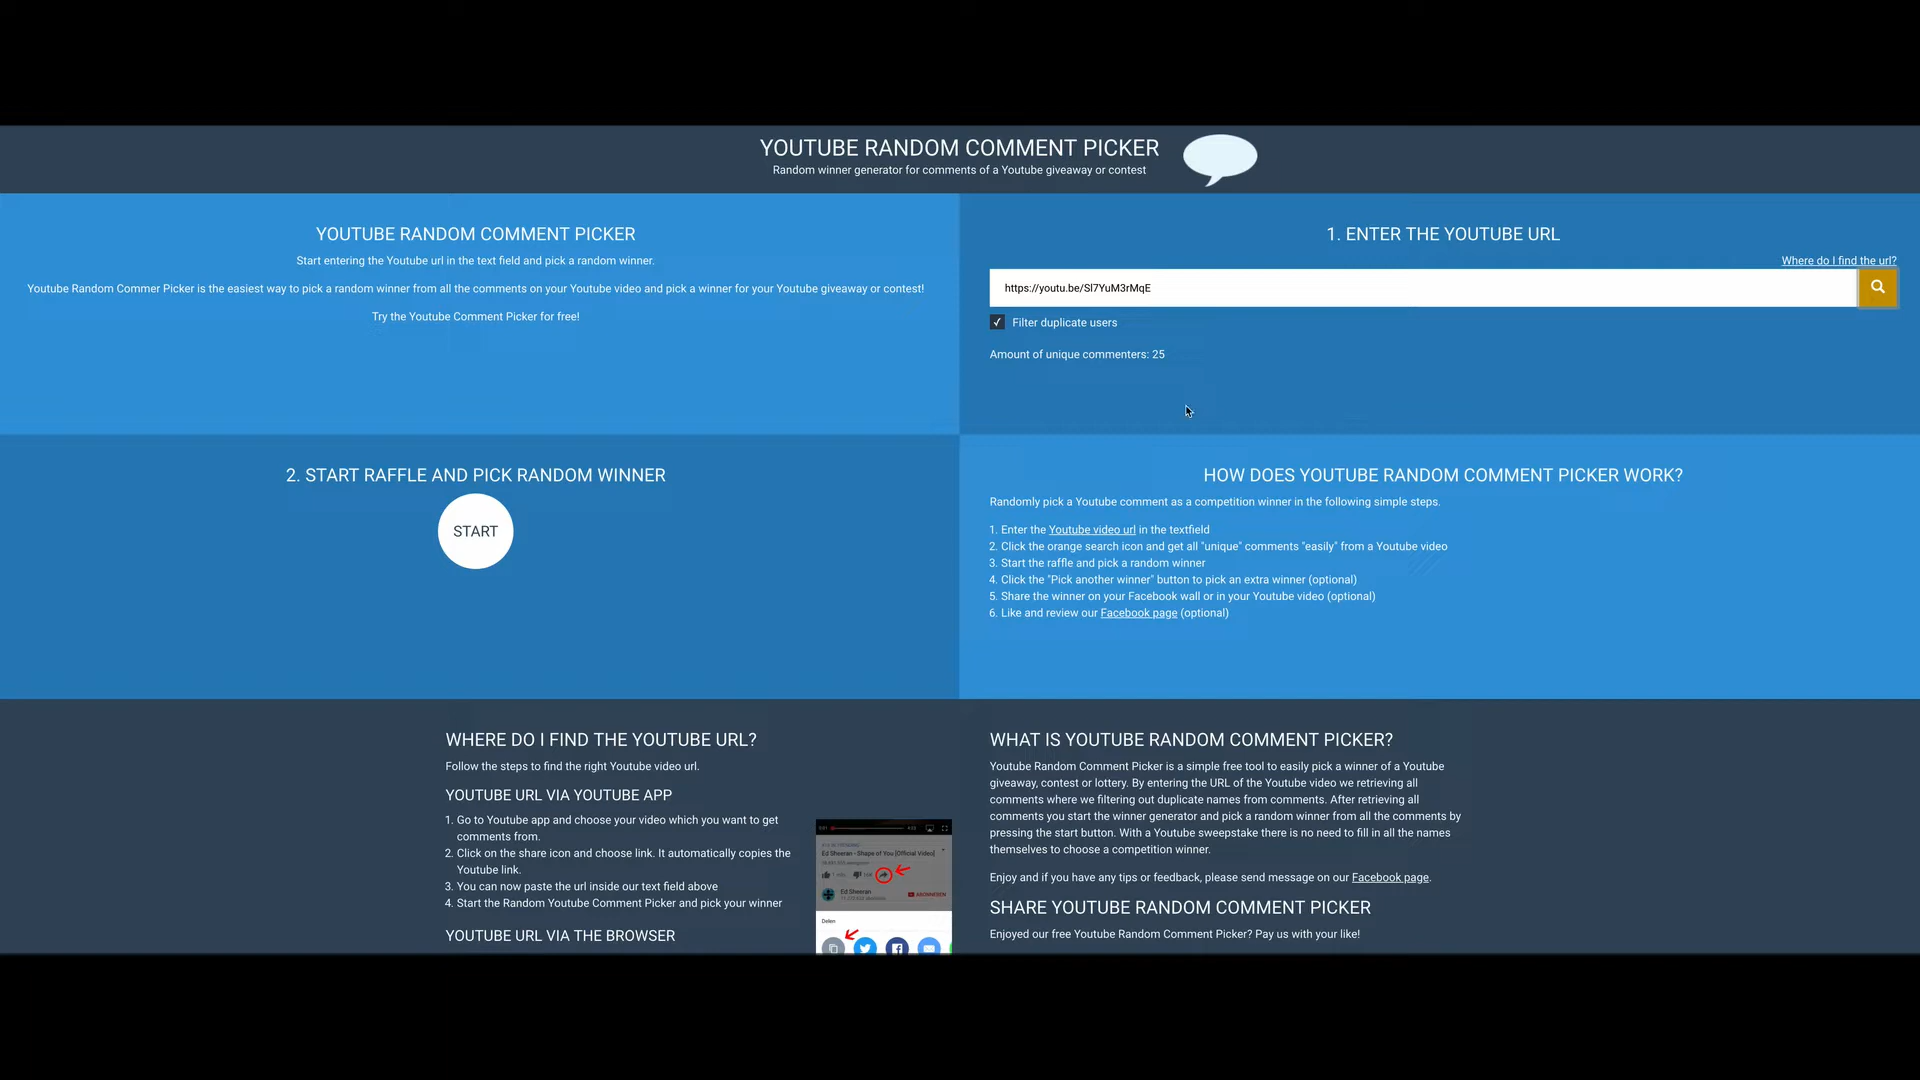 YOUTUBE RANDOM COMMENT PICKER
Random winner generator for comments of a Youtube giveaway or contest
YOUTUBE RANDOM COMMENT PICKER
Start entering the Youtube url in the text field and pick a random winner.
Youtube Random Commer Picker is the easiest way to pick a random winner from all the comments on your Youtube video and pick a winner for your Youtube giveaway or contest!
Try the Youtube Comment Picker for free!
1. ENTER THE YOUTUBE URL
Where do I find the url?
https://youtu.be/Sl7YuM3rMqE
Filter duplicate users
Amount of unique commenters: 25
2. START RAFFLE AND PICK RANDOM WINNER
START
HOW DOES YOUTUBE RANDOM COMMENT PICKER WORK?
Randomly pick a Youtube comment as a competition winner in the following simple steps.
1. Enter the Youtube video url in the textfield
2. Click the orange search icon and get all "unique" comments "easily" from a Youtube video
3. Start the raffle and pick a random winner
4. Click the "Pick another winner" button to pick an extra winner (optional)
5. Share the winner on your Facebook wall or in your Youtube video (optional)
6. Like and review our Facebook page (optional)
WHERE DO I FIND THE YOUTUBE URL?
Follow the steps to find the right Youtube video url.
YOUTUBE URL VIA YOUTUBE APP
1. Go to Youtube app and choose your video which you want to get
comments from.
2. Click on the share icon and choose link. It automatically copies the
Youtube link.
3. You can now paste the url inside our text field above
4. Start the Random Youtube Comment Picker and pick your winner
YOUTUBE URL VIA THE BROWSER
Ed Sheeran - Shape of You [Official Video]
Ed Sheeran
ABONNEREN
Delen
WHAT IS YOUTUBE RANDOM COMMENT PICKER?
Youtube Random Comment Picker is a simple free tool to easily pick a winner of a Youtube
giveaway, contest or lottery. By entering the URL of the Youtube video we retrieving all
comments where we filtering out duplicate names from comments. After retrieving all
comments you start the winner generator and pick a random winner from all the comments by
pressing the start button. With a Youtube sweepstake there is no need to fill in all the names
themselves to choose a competition winner.
Enjoy and if you have any tips or feedback, please send message on our Facebook page.
SHARE YOUTUBE RANDOM COMMENT PICKER
Enjoyed our free Youtube Random Comment Picker? Pay us with your like!